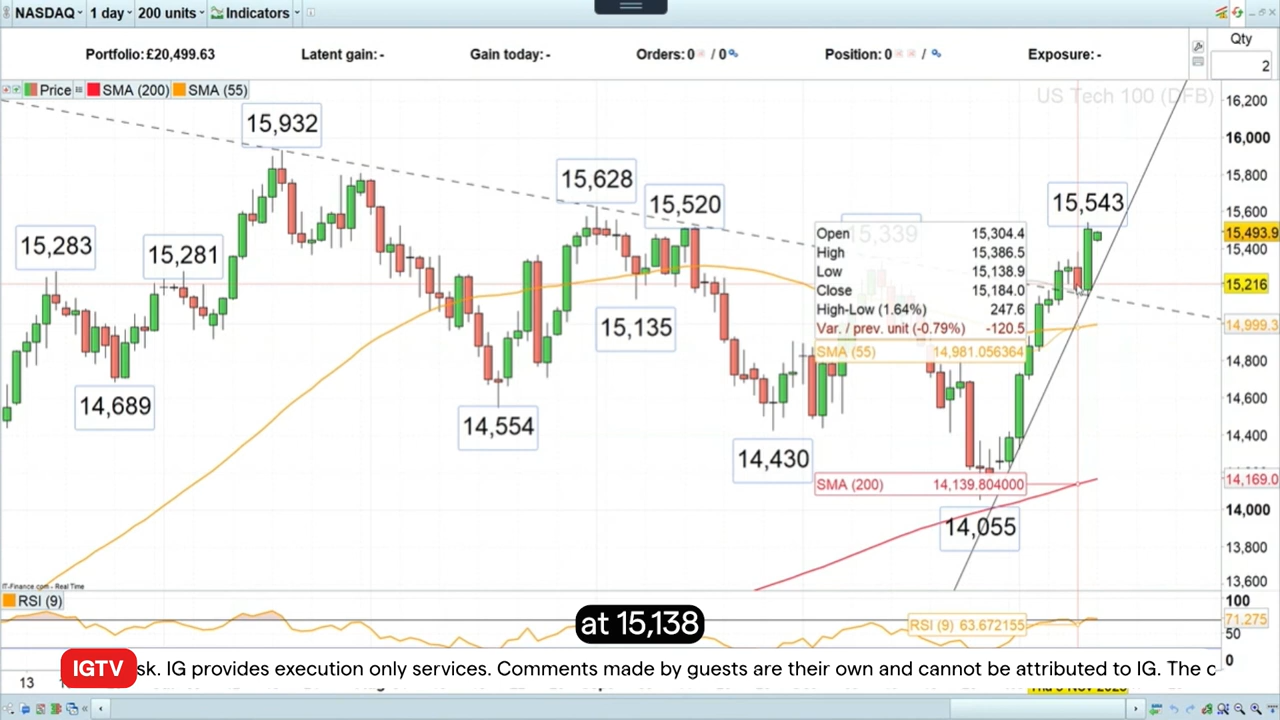 NASDAQ 1 day 200 units Indicators
Portfolio:£20,499.63 Latent gain:- Gain today:- Orders:0 / 0 Position:0 / Exposure:- Qty
2
Price SMA (200) SMA (55)
US Tech 100 (DFB)
16,200
15,932
16,000
15,800
15,628
15,520
15,543
15,600
15,283
15,281
15,339
Open 15,304.4
15,493.9
15,400
High 15,386.5
Low 15,138.9
15,216
Close 15,184.0
High-Low (1.64%) 247.6
Var. / prev. unit (-0.79%) -120.5
15,135
14,999.3
SMA (55) 14,981.056364
14,800
14,689
14,600
14,554
14,430
14,400
SMA (200) 14,139.804000
14,169.0
14,055
14,000
13,800
13,600
IT-Finance.com - Real Time
RSI (9)
100
RSI (9) 63.672155
71.275
50
0
at 15,138
IGTV sk. IG provides execution only services. Comments made by guests are their own and cannot be attributed to IG. The
13